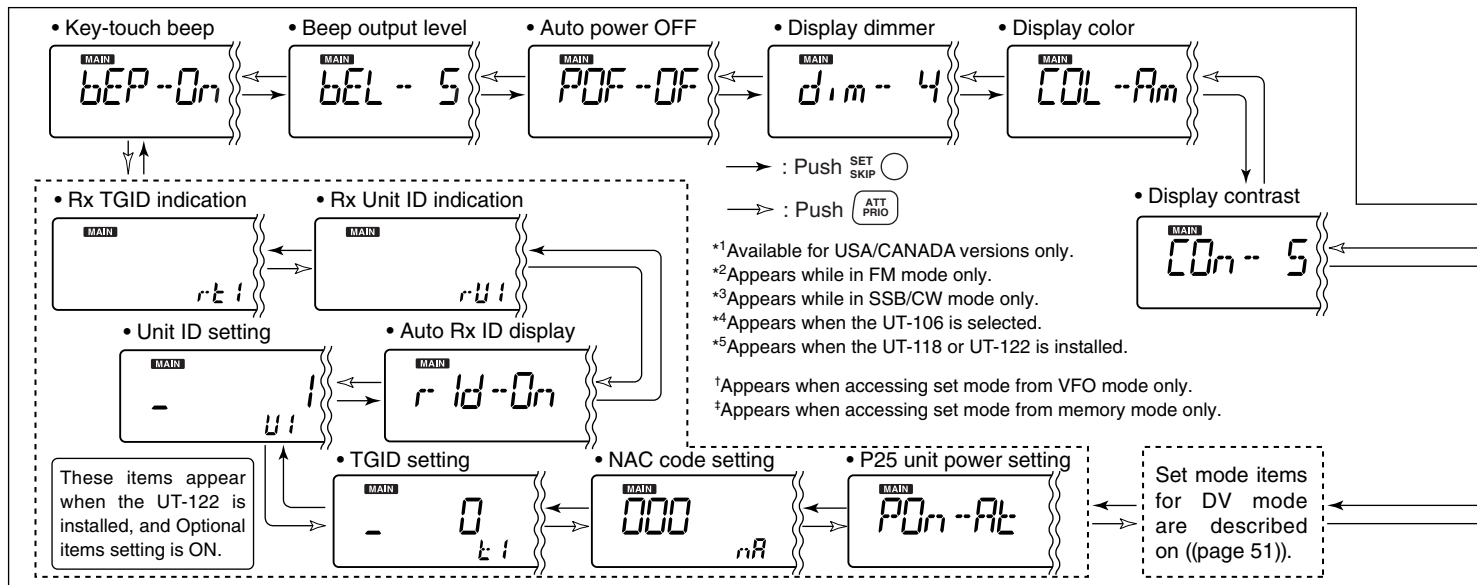 • Key-touch beep • Beep output level • Auto power OFF • Display dimmer • Display color
MAIN MAIN MAIN MAIN MAIN
bEP-On bEL- 5 POF-OF dim- 4 COL-Am
: Push SET SKIP
: Push ATT PRIO
• Display contrast
MAIN
COn- 5
*1Available for USA/CANADA versions only.
*2Appears while in FM mode only.
*3Appears while in SSB/CW mode only.
*4Appears when the UT-106 is selected.
*5Appears when the UT-118 or UT-122 is installed.
†Appears when accessing set mode from VFO mode only.
‡Appears when accessing set mode from memory mode only.
• Rx TGID indication • Rx Unit ID indication
MAIN MAIN
rt1 rU1
• Unit ID setting • Auto Rx ID display
MAIN MAIN
_ 1 r Id-On
U1
• TGID setting • NAC code setting • P25 unit power setting
MAIN MAIN MAIN
_ 0 000 POn-At
t1 nA
These items appear
when the UT-122 is
installed, and Optional
items setting is ON.
Set mode items
for DV mode
are described
on ((page 51)).